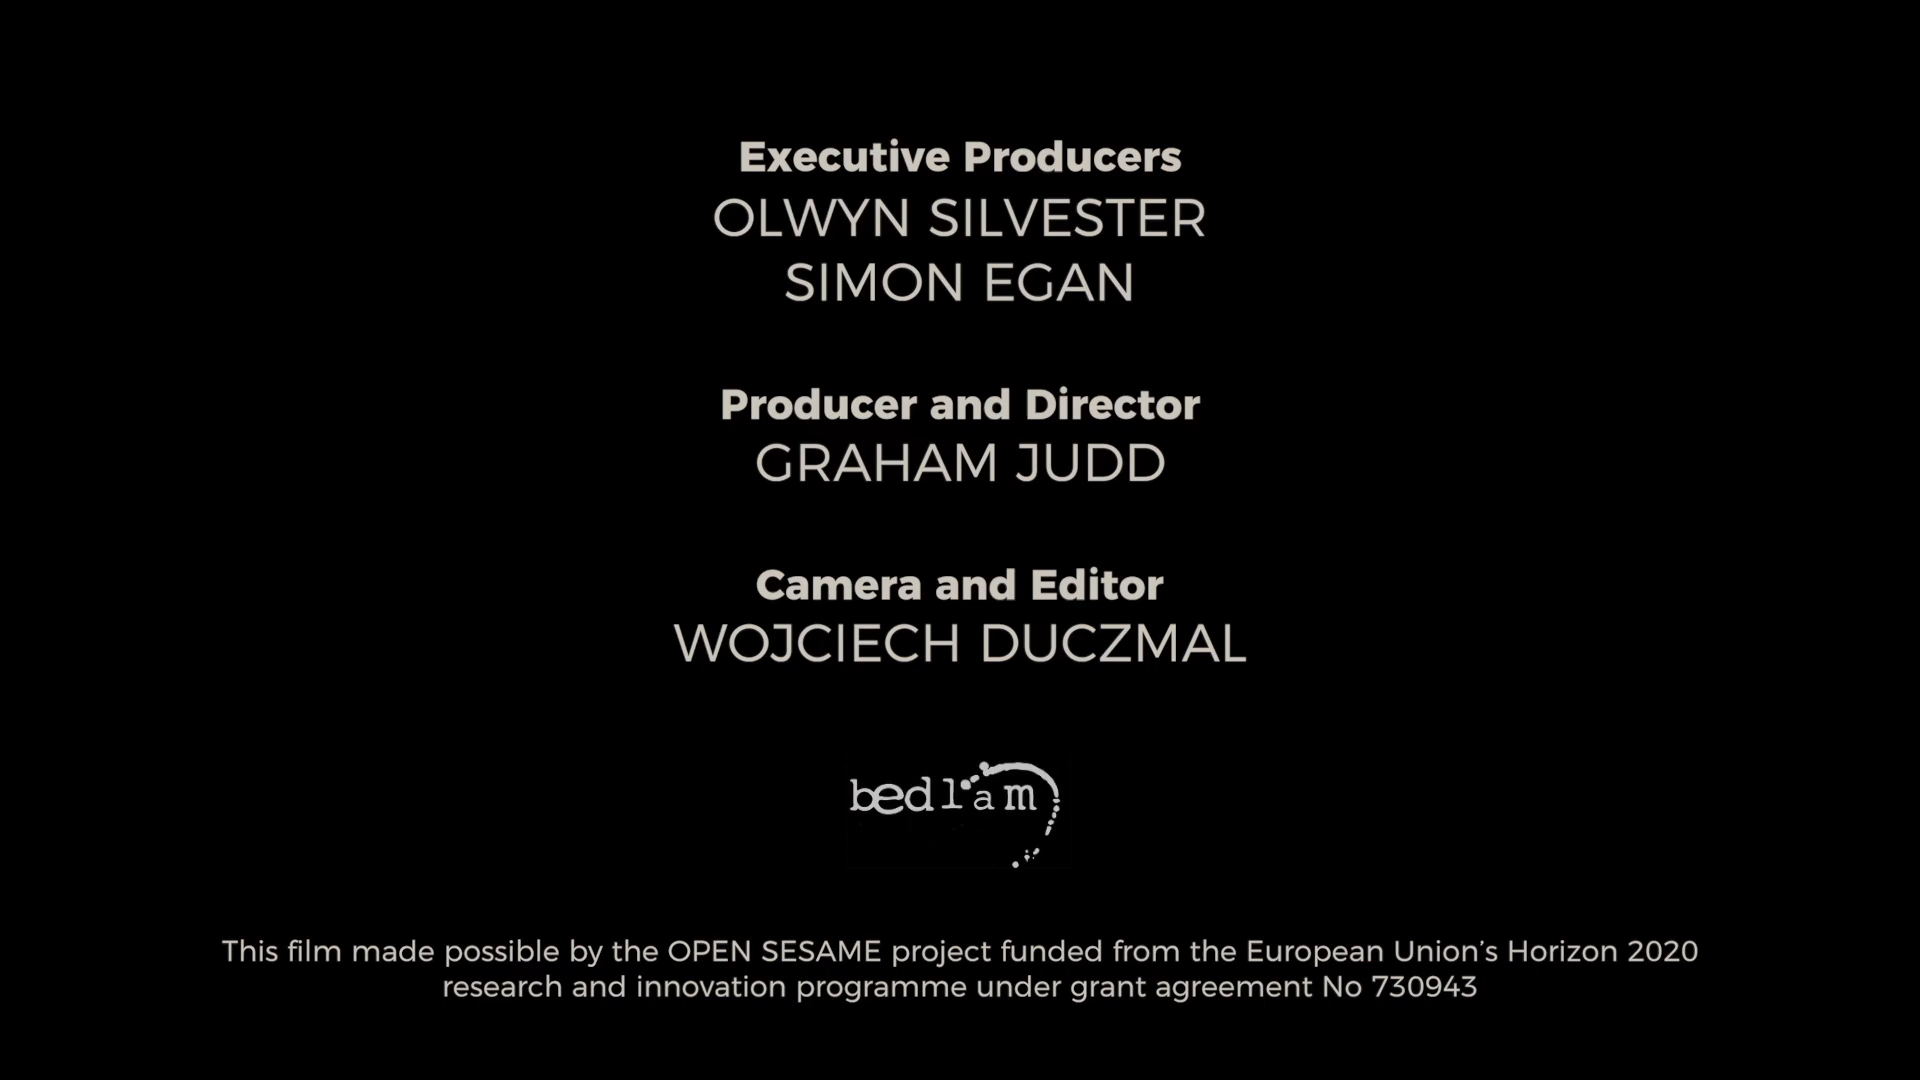 Executive Producers
OLWYN SILVESTER
SIMON EGAN
Producer and Director
GRAHAM JUDD
Camera and Editor
WOJCIECH DUCZMAL
bedlam
This film made possible by the OPEN SESAME project funded from the European Union’s Horizon 2020
research and innovation programme under grant agreement No 730943